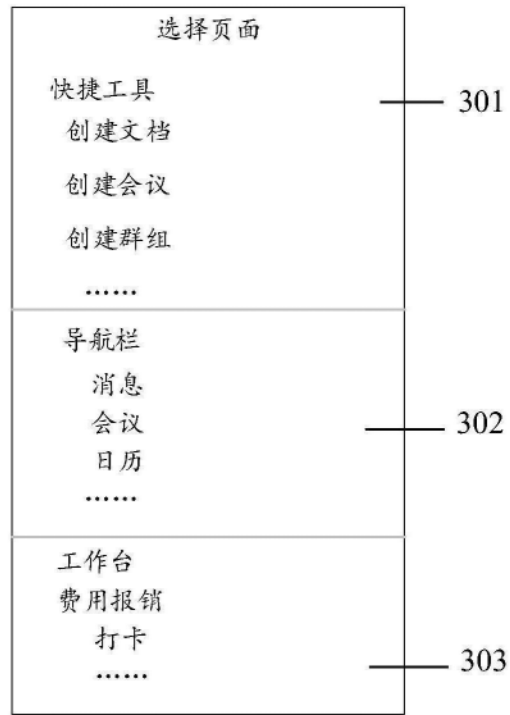 选择页面
快捷工具
301
创建文档
创建会议
创建群组
......
导航栏
消息
会议
302
日历
......
工作台
费用报销
打卡
......
303